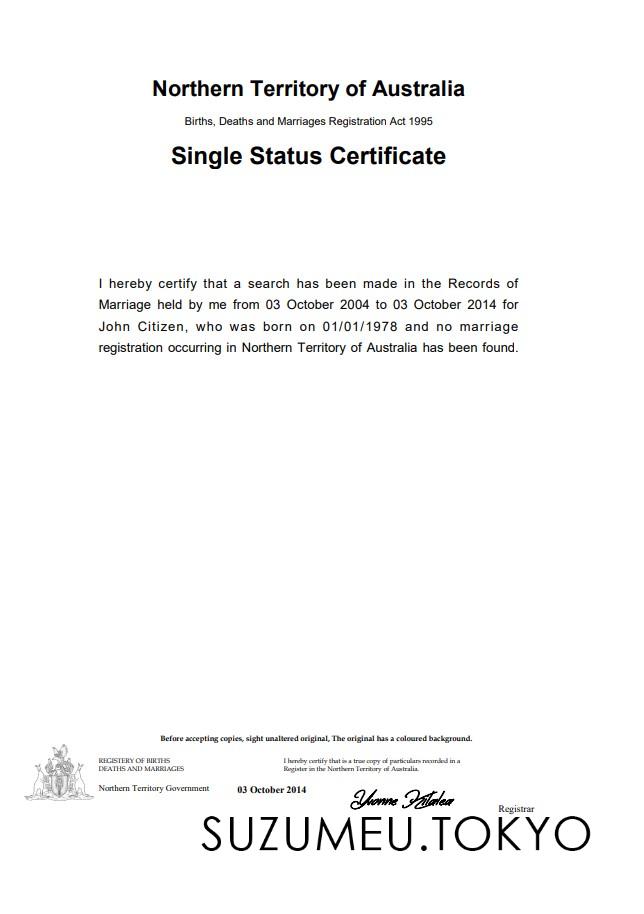 Northern Territory of Australia
Births, Deaths and Marriages Registration Act 1995
Single Status Certificate
I hereby certify that a search has been made in the Records of
Marriage held by me from 03 October 2004 to 03 October 2014 for
John Citizen, who was born on 01/01/1978 and no marriage
registration occurring in Northern Territory of Australia has been found.
Before accepting copies, sight unaltered original, The original has a coloured background.
REGISTERY OF BIRTHS
DEATHS AND MARRIAGES
I hereby certify that is a true copy of particulars recorded in a
Register in the Northern Territory of Australia.
Northern Territory Government
03 October 2014
Yvonne
Registrar
SUZUMEU.TOKYO